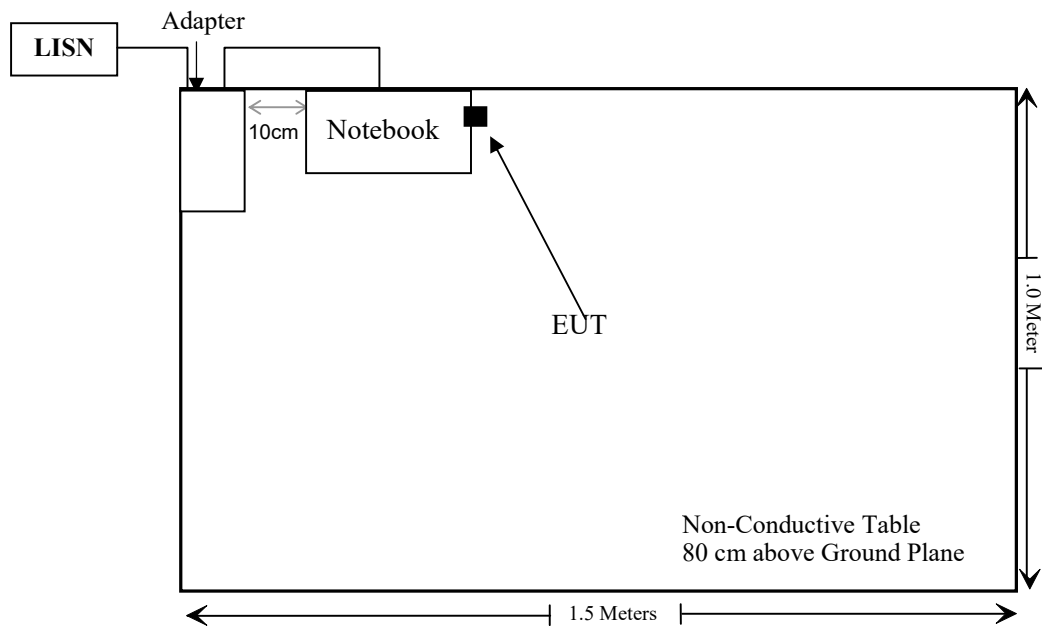 Adapter
LISN
10cm
Notebook
EUT
1.0 Meter
Non-Conductive Table
80 cm above Ground Plane
1.5 Meters